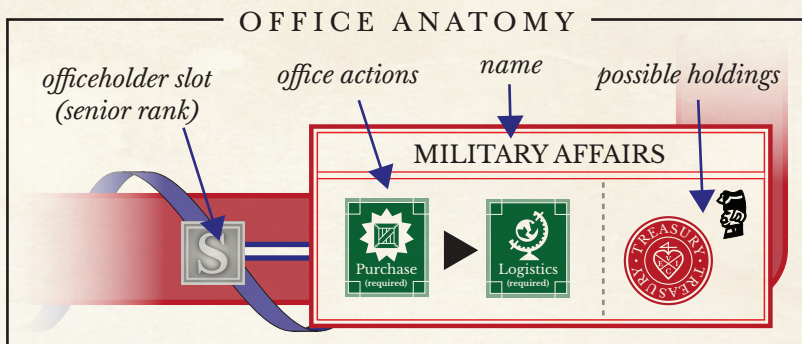 OFFICE ANATOMY
officeholder slot
(senior rank)
office actions
name
possible holdings
MILITARY AFFAIRS
S
Purchase
(required)
Logistics
(required)
TREASURY · TREASURY ·
V
E C